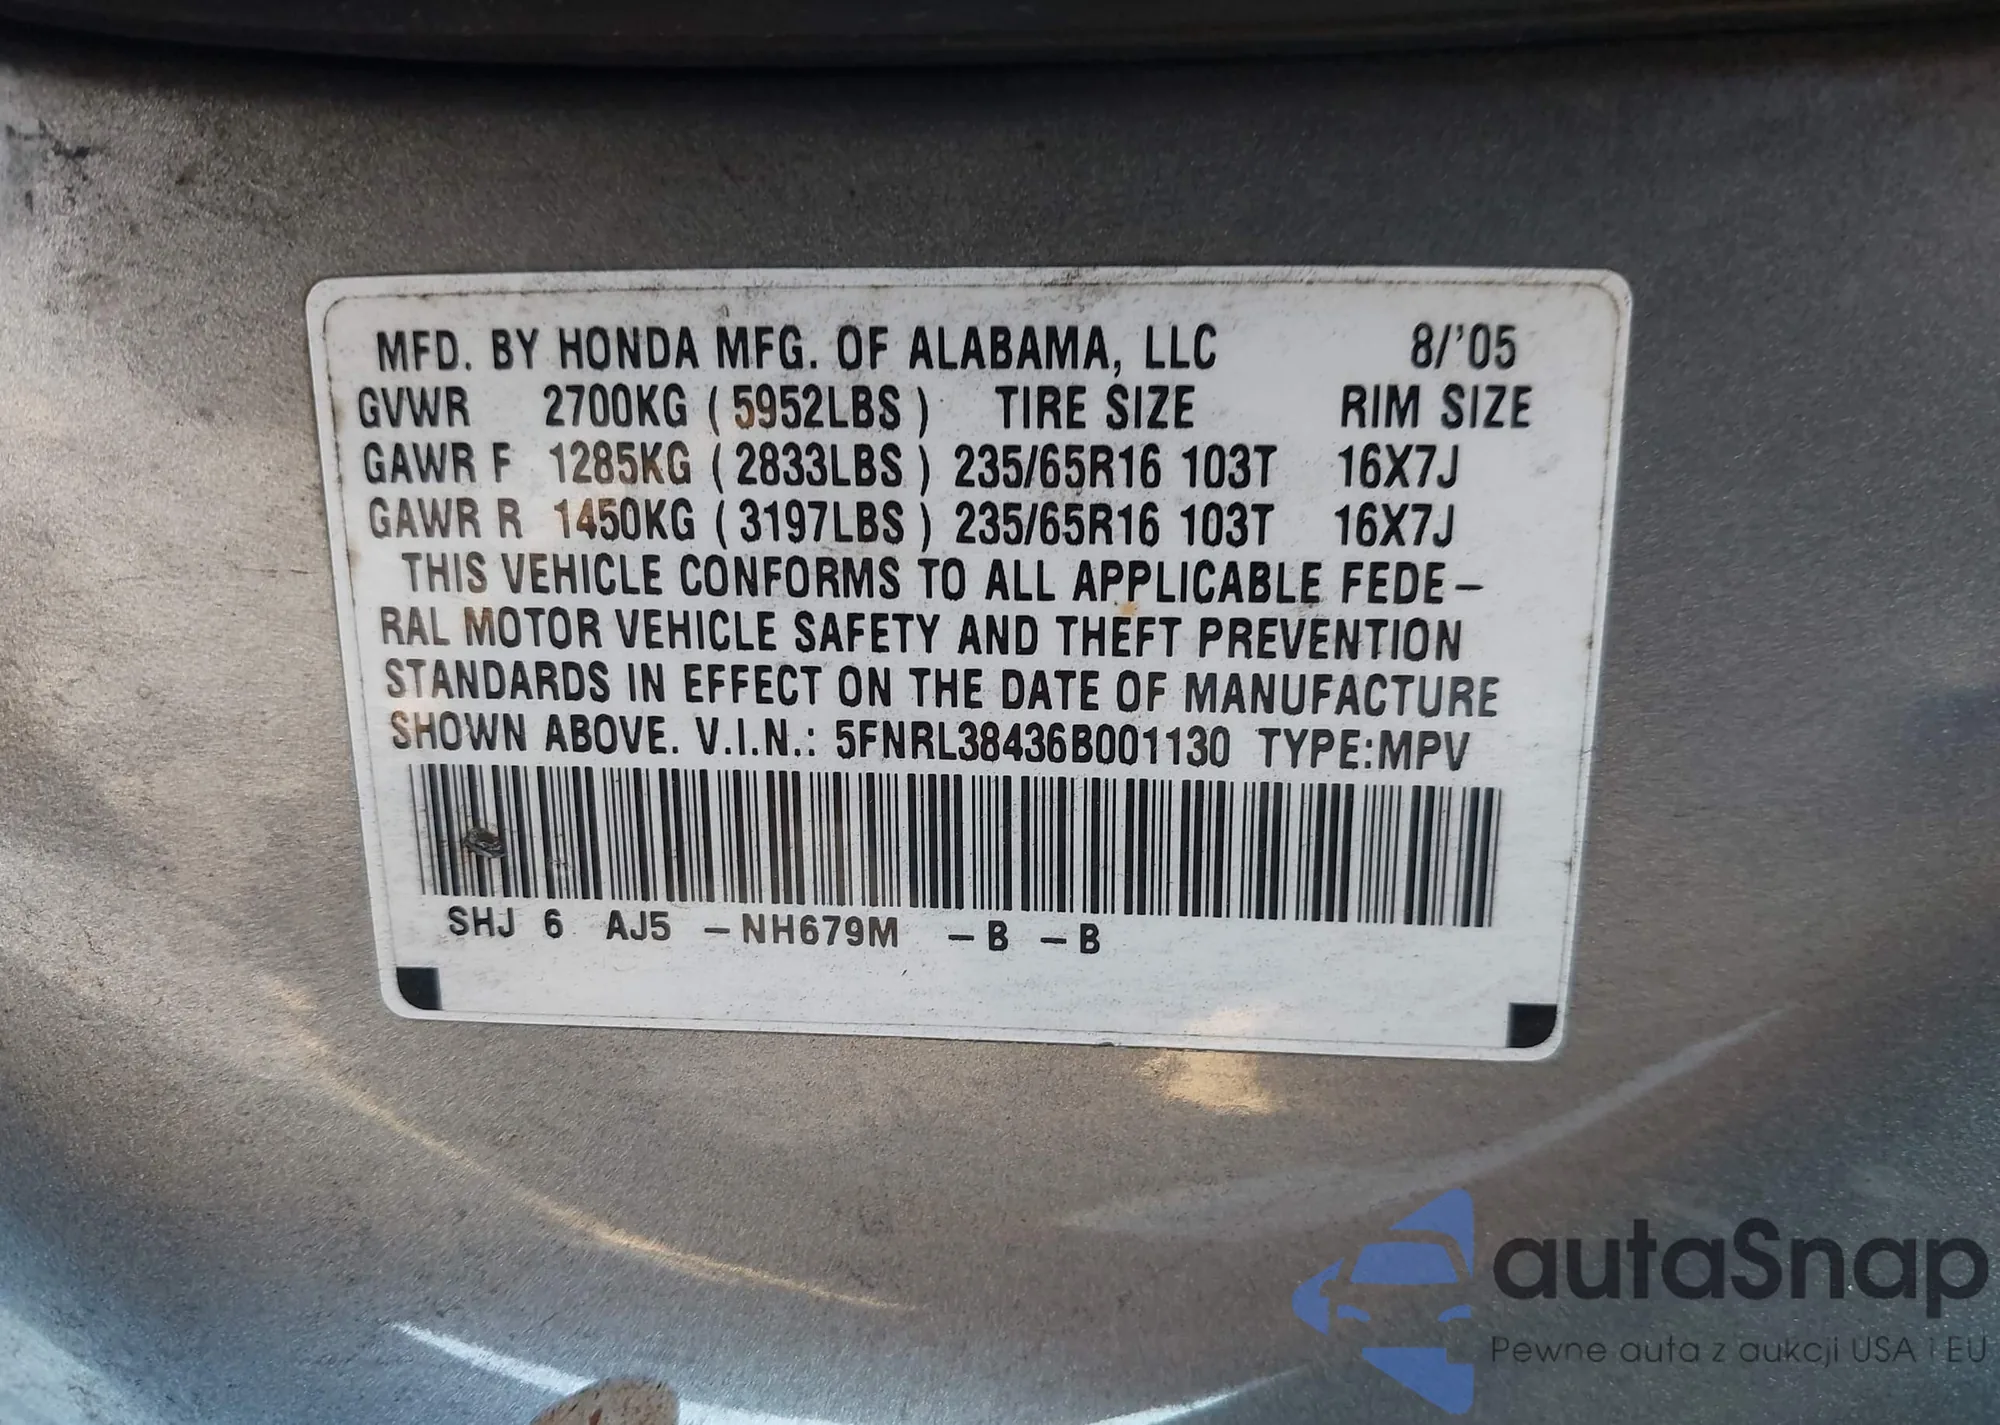 MFD. BY HONDA MFG. OF ALABAMA, LLC 8/'05
GVWR 2700KG ( 5952LBS ) TIRE SIZE RIM SIZE
GAWR F 1285KG ( 2833LBS ) 235/65R16 103T 16X7J
GAWR R 1450KG ( 3197LBS ) 235/65R16 103T 16X7J
THIS VEHICLE CONFORMS TO ALL APPLICABLE FEDE-
RAL MOTOR VEHICLE SAFETY AND THEFT PREVENTION
STANDARDS IN EFFECT ON THE DATE OF MANUFACTURE
SHOWN ABOVE. V.I.N.: 5FNRL38436B001130 TYPE:MPV
SHJ 6 AJ5 -NH679M -B -B
autaSnap
Pewne auta z aukcji USA i EU